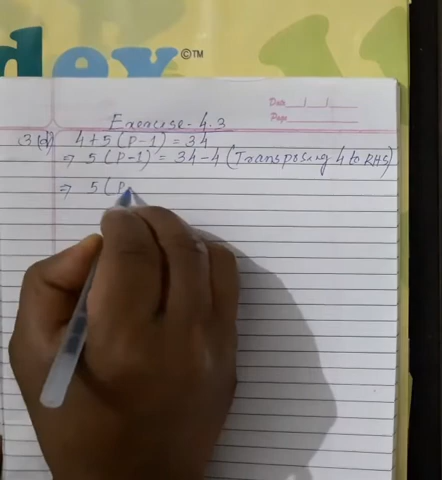 dex ©™
Date
Page
Exercise-4.3
3(d) 4+5(P-1)=34
⇒ 5(P-1) = 34-4 (Transposing 4 to RHS)
⇒ 5(P